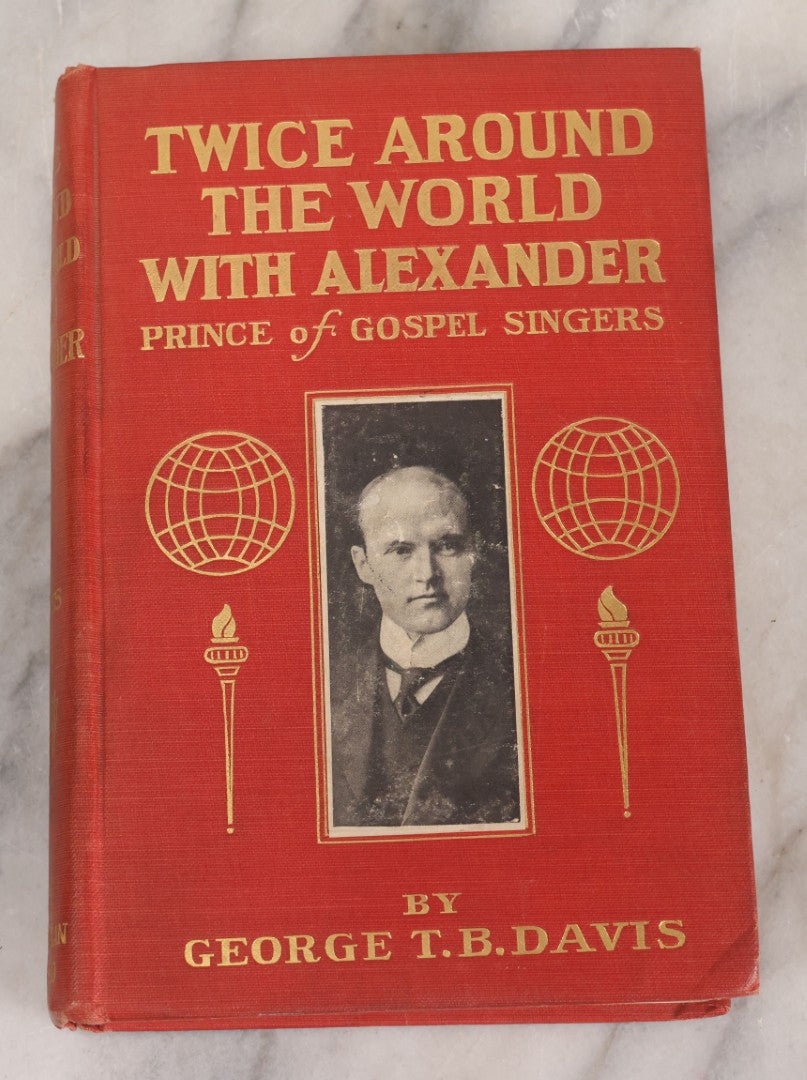 TWICE AROUND
THE WORLD
WITH ALEXANDER
PRINCE of GOSPEL SINGERS
BY
GEORGE T.B. DAVIS